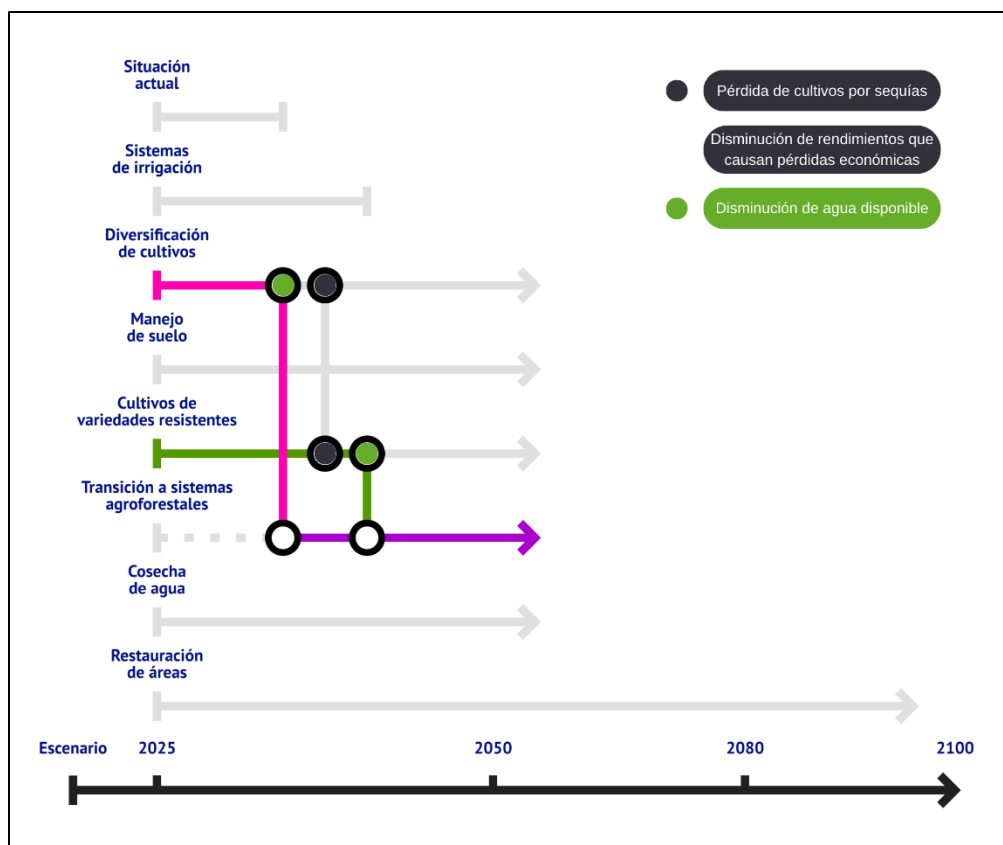 Situación
actual
Pérdida de cultivos por sequías
Sistemas
de irrigación
Disminución de rendimientos que
causan pérdidas económicas
Disminución de agua disponible
Diversificación
de cultivos
Manejo
de suelo
Cultivos de
variedades resistentes
Transición a sistemas
agroforestales
Cosecha
de agua
Restauración
de áreas
Escenario 2025 2050 2080 2100